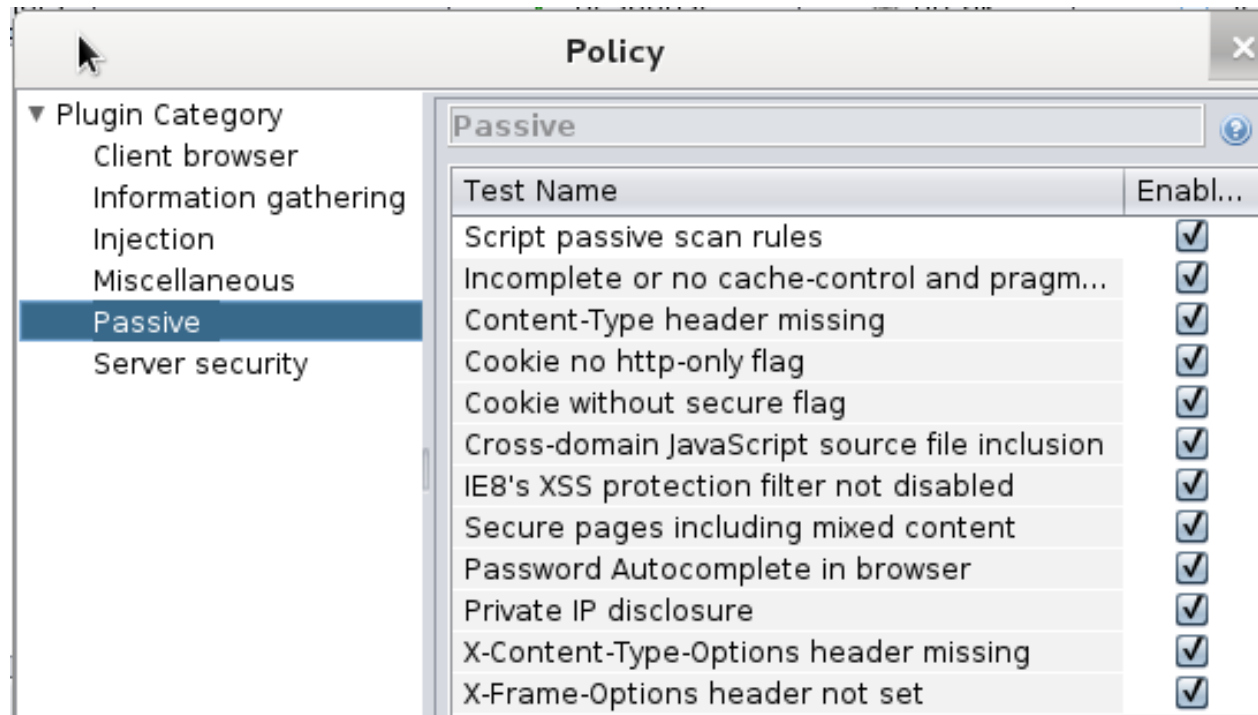 Policy
Plugin Category
Client browser
Information gathering
Injection
Miscellaneous
Passive
Server security
Passive
Test Name Enabl...
Script passive scan rules
Incomplete or no cache-control and pragm...
Content-Type header missing
Cookie no http-only flag
Cookie without secure flag
Cross-domain JavaScript source file inclusion
IE8's XSS protection filter not disabled
Secure pages including mixed content
Password Autocomplete in browser
Private IP disclosure
X-Content-Type-Options header missing
X-Frame-Options header not set